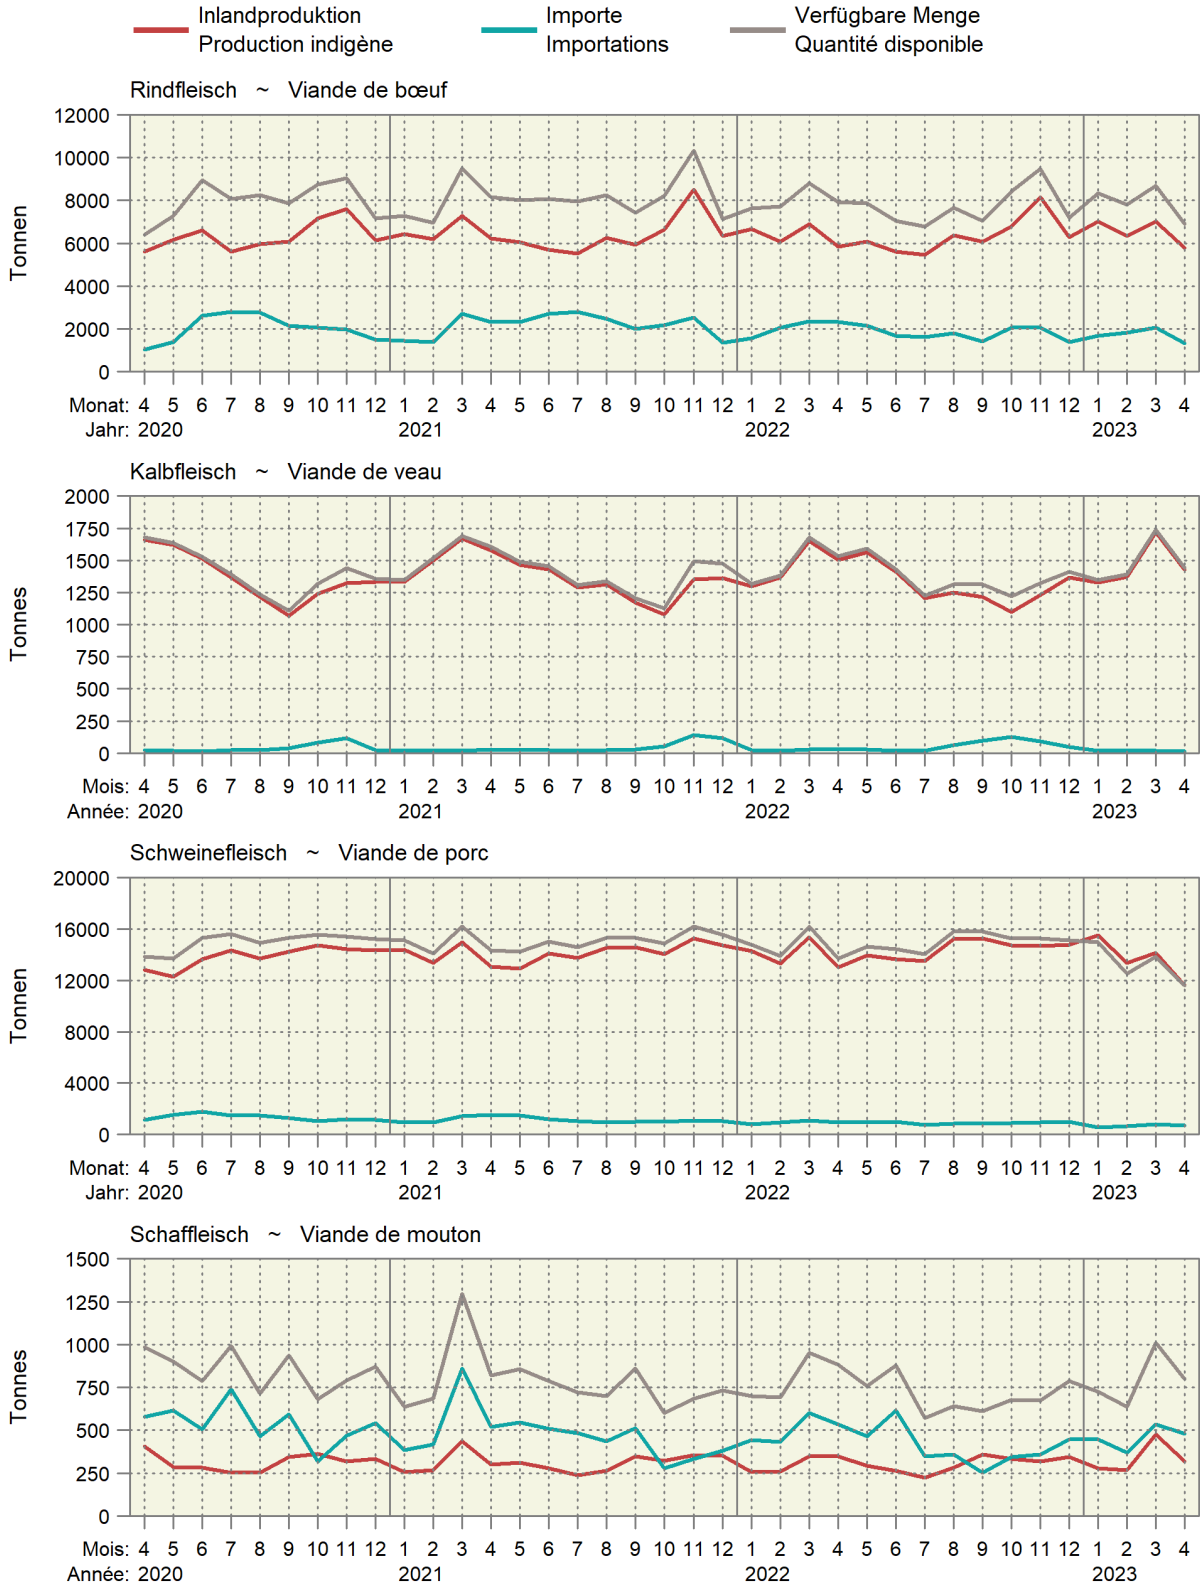 Inlandproduktion Importe Verfügbare Menge
Production indigène Importations Quantité disponible
Rindfleisch ~ Viande de bœuf
12000
10000
8000
6000
4000
2000
0
Tonnen
Monat: 4 5 6 7 8 9 10 11 12 1 2 3 4 5 6 7 8 9 10 11 12 1 2 3 4 5 6 7 8 9 10 11 12 1 2 3 4
Jahr: 2020 2021 2022 2023
Kalbfleisch ~ Viande de veau
2000
1750
1500
1250
1000
750
500
250
0
Tonnes
Mois: 4 5 6 7 8 9 10 11 12 1 2 3 4 5 6 7 8 9 10 11 12 1 2 3 4 5 6 7 8 9 10 11 12 1 2 3 4
Année: 2020 2021 2022 2023
Schweinefleisch ~ Viande de porc
20000
16000
12000
8000
4000
0
Tonnen
Monat: 4 5 6 7 8 9 10 11 12 1 2 3 4 5 6 7 8 9 10 11 12 1 2 3 4 5 6 7 8 9 10 11 12 1 2 3 4
Jahr: 2020 2021 2022 2023
Schaffleisch ~ Viande de mouton
1500
1250
1000
750
500
250
0
Tonnes
Mois: 4 5 6 7 8 9 10 11 12 1 2 3 4 5 6 7 8 9 10 11 12 1 2 3 4 5 6 7 8 9 10 11 12 1 2 3 4
Année: 2020 2021 2022 2023